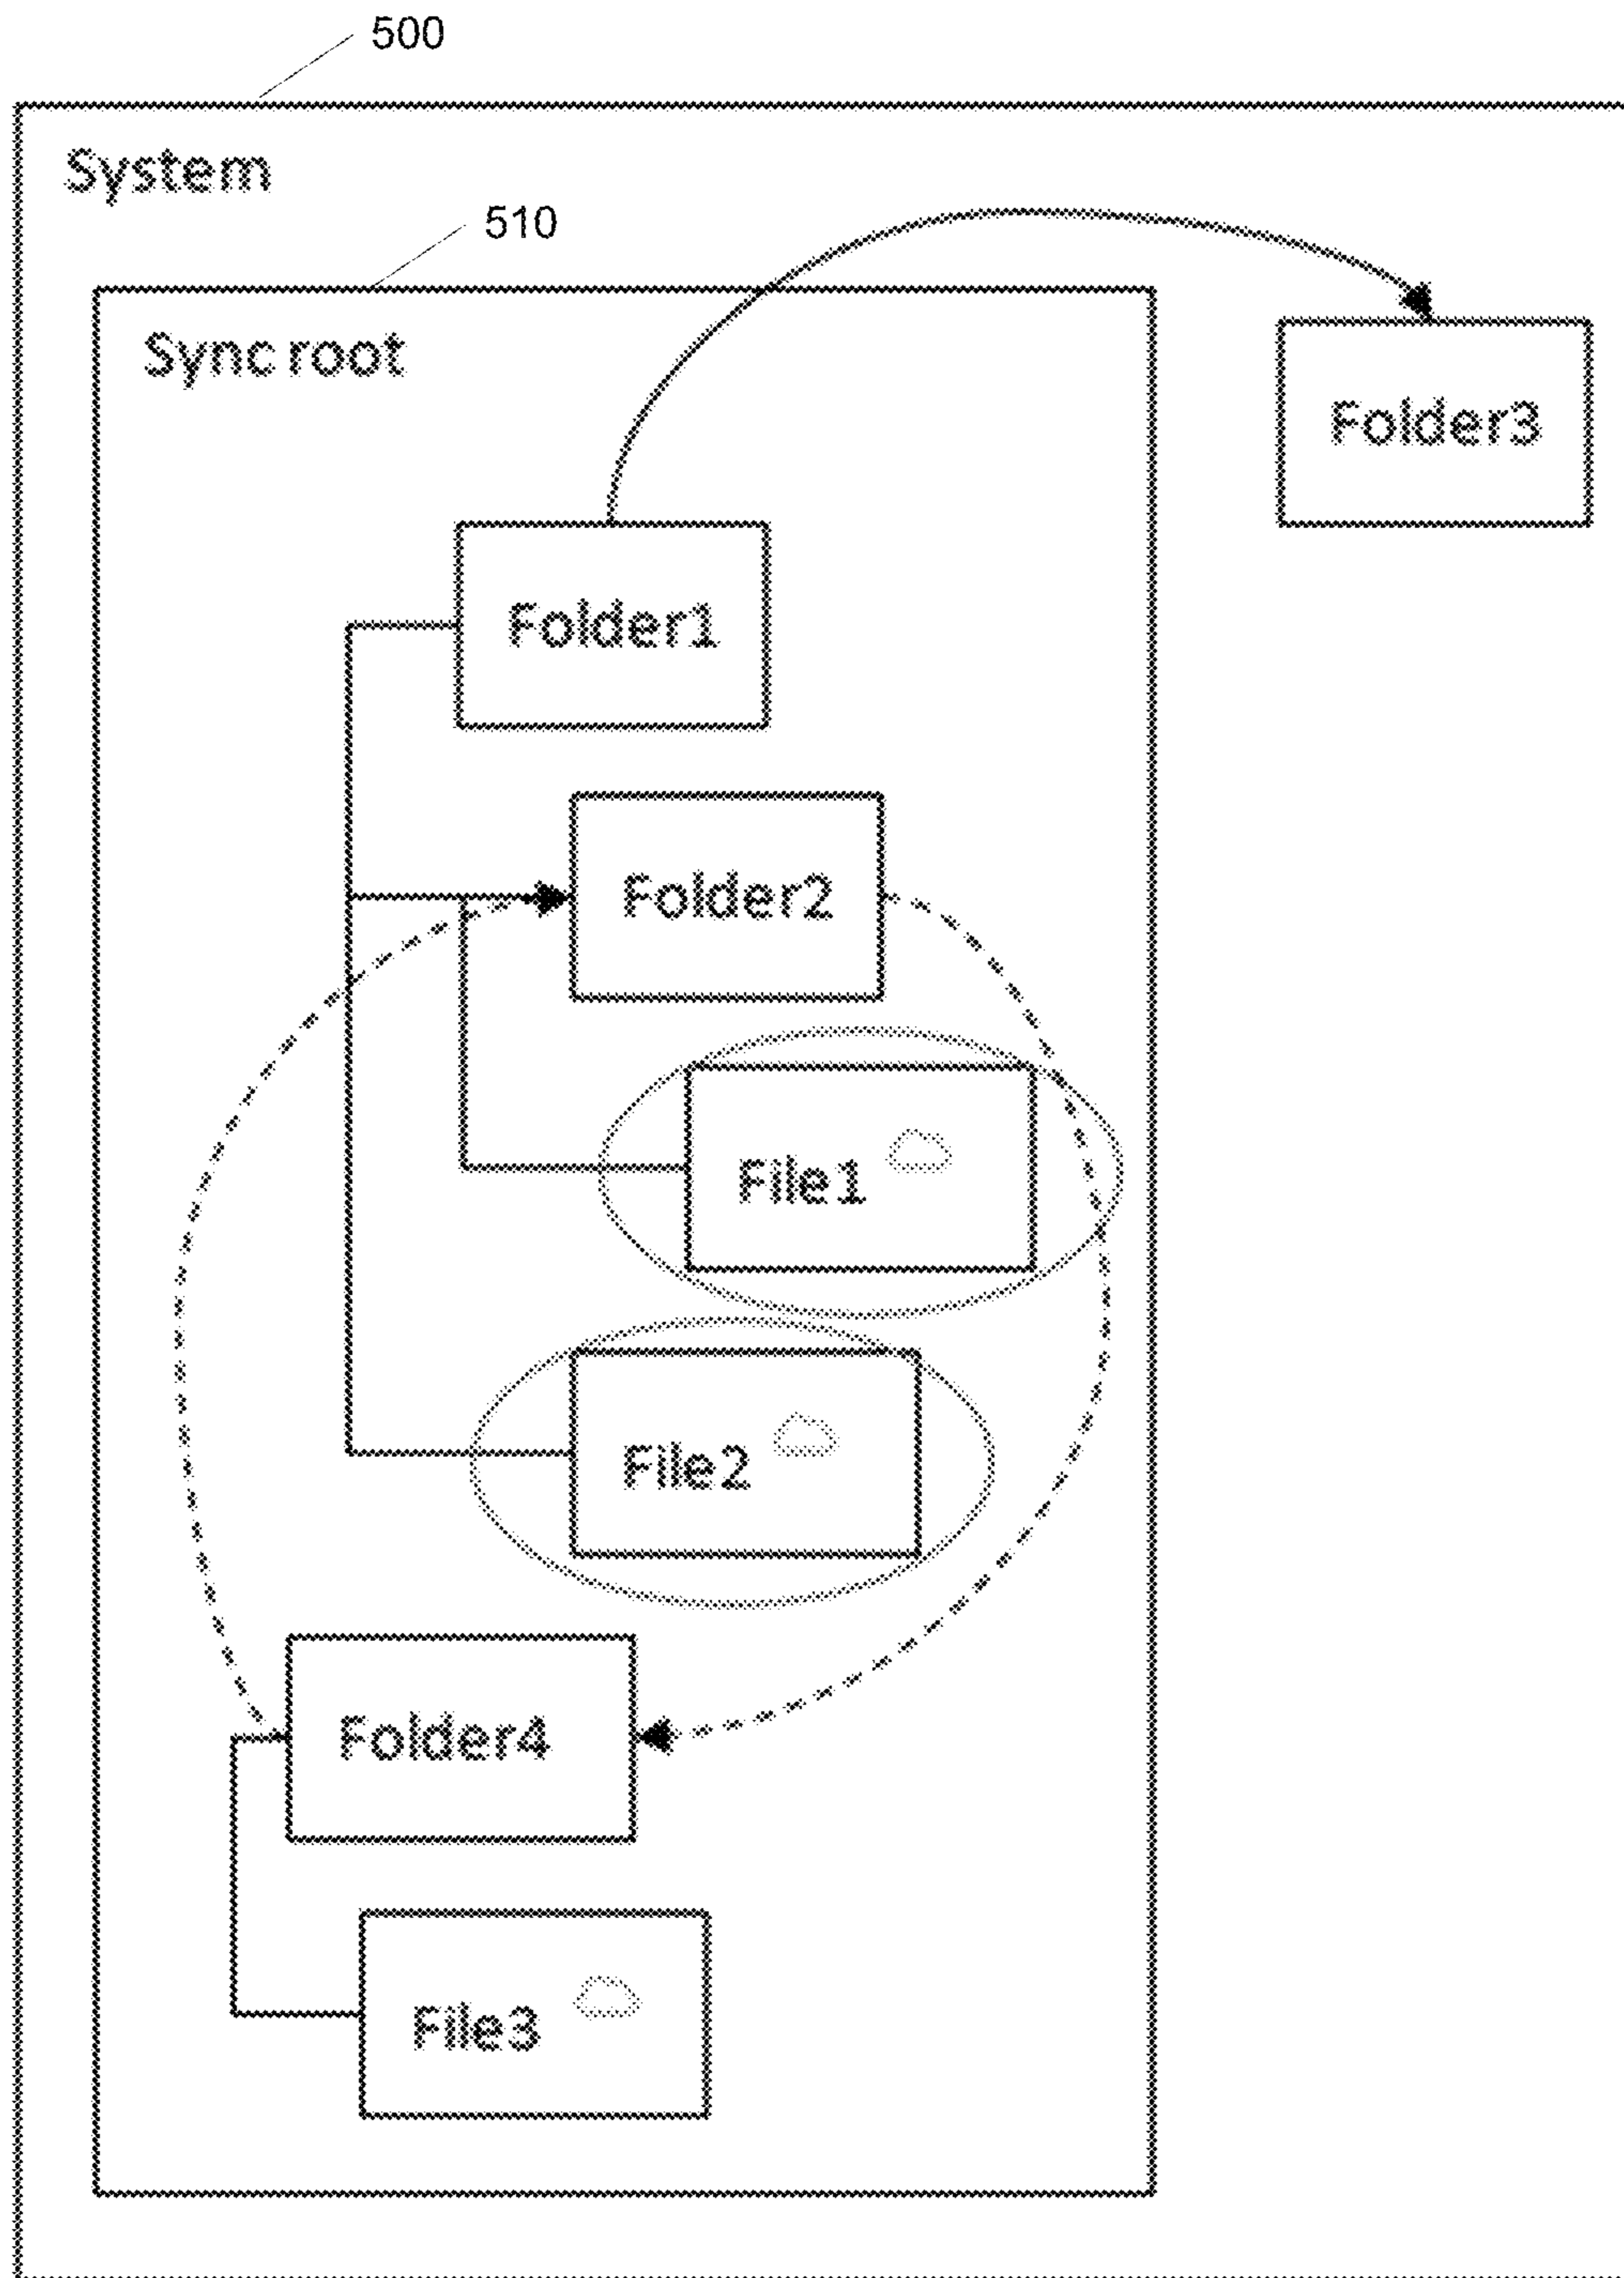 500
System
510
Sync root
Folder3
Folder1
Folder2
File1
File2
Folder4
File3